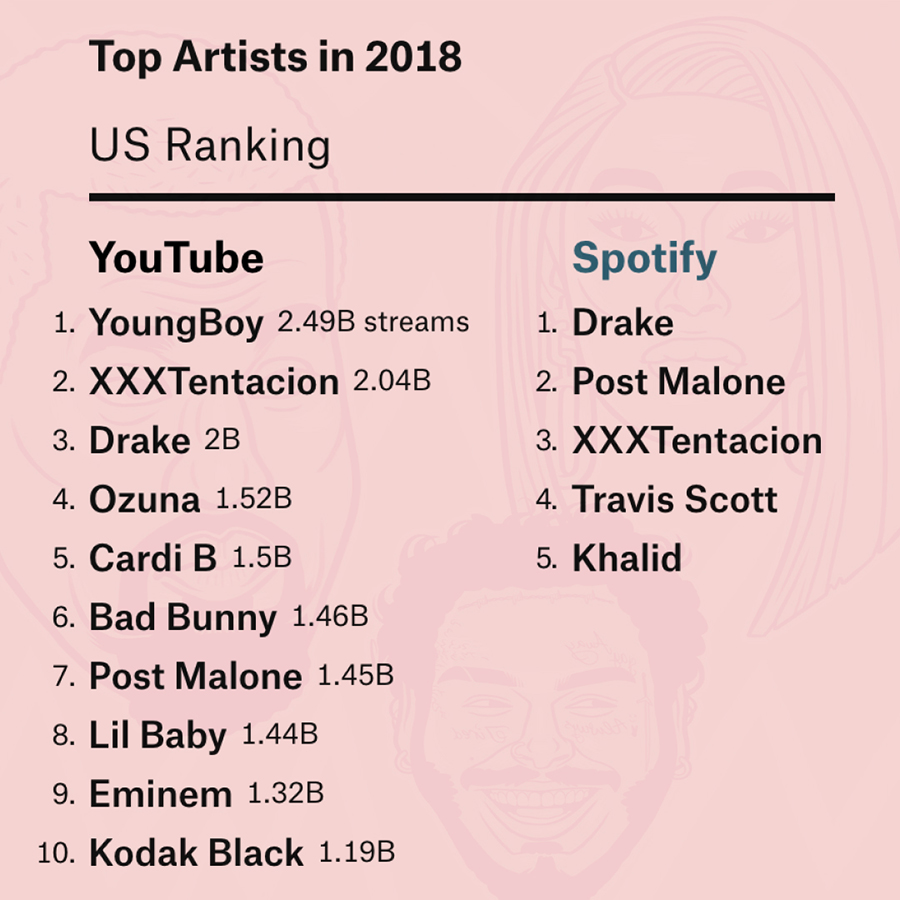 Top Artists in 2018
US Ranking
YouTube
1. YoungBoy 2.49B streams
2. XXXTentacion 2.04B
3. Drake 2B
4. Ozuna 1.52B
5. Cardi B 1.5B
6. Bad Bunny 1.46B
7. Post Malone 1.45B
8. Lil Baby 1.44B
9. Eminem 1.32B
10. Kodak Black 1.19B
Spotify
1. Drake
2. Post Malone
3. XXXTentacion
4. Travis Scott
5. Khalid